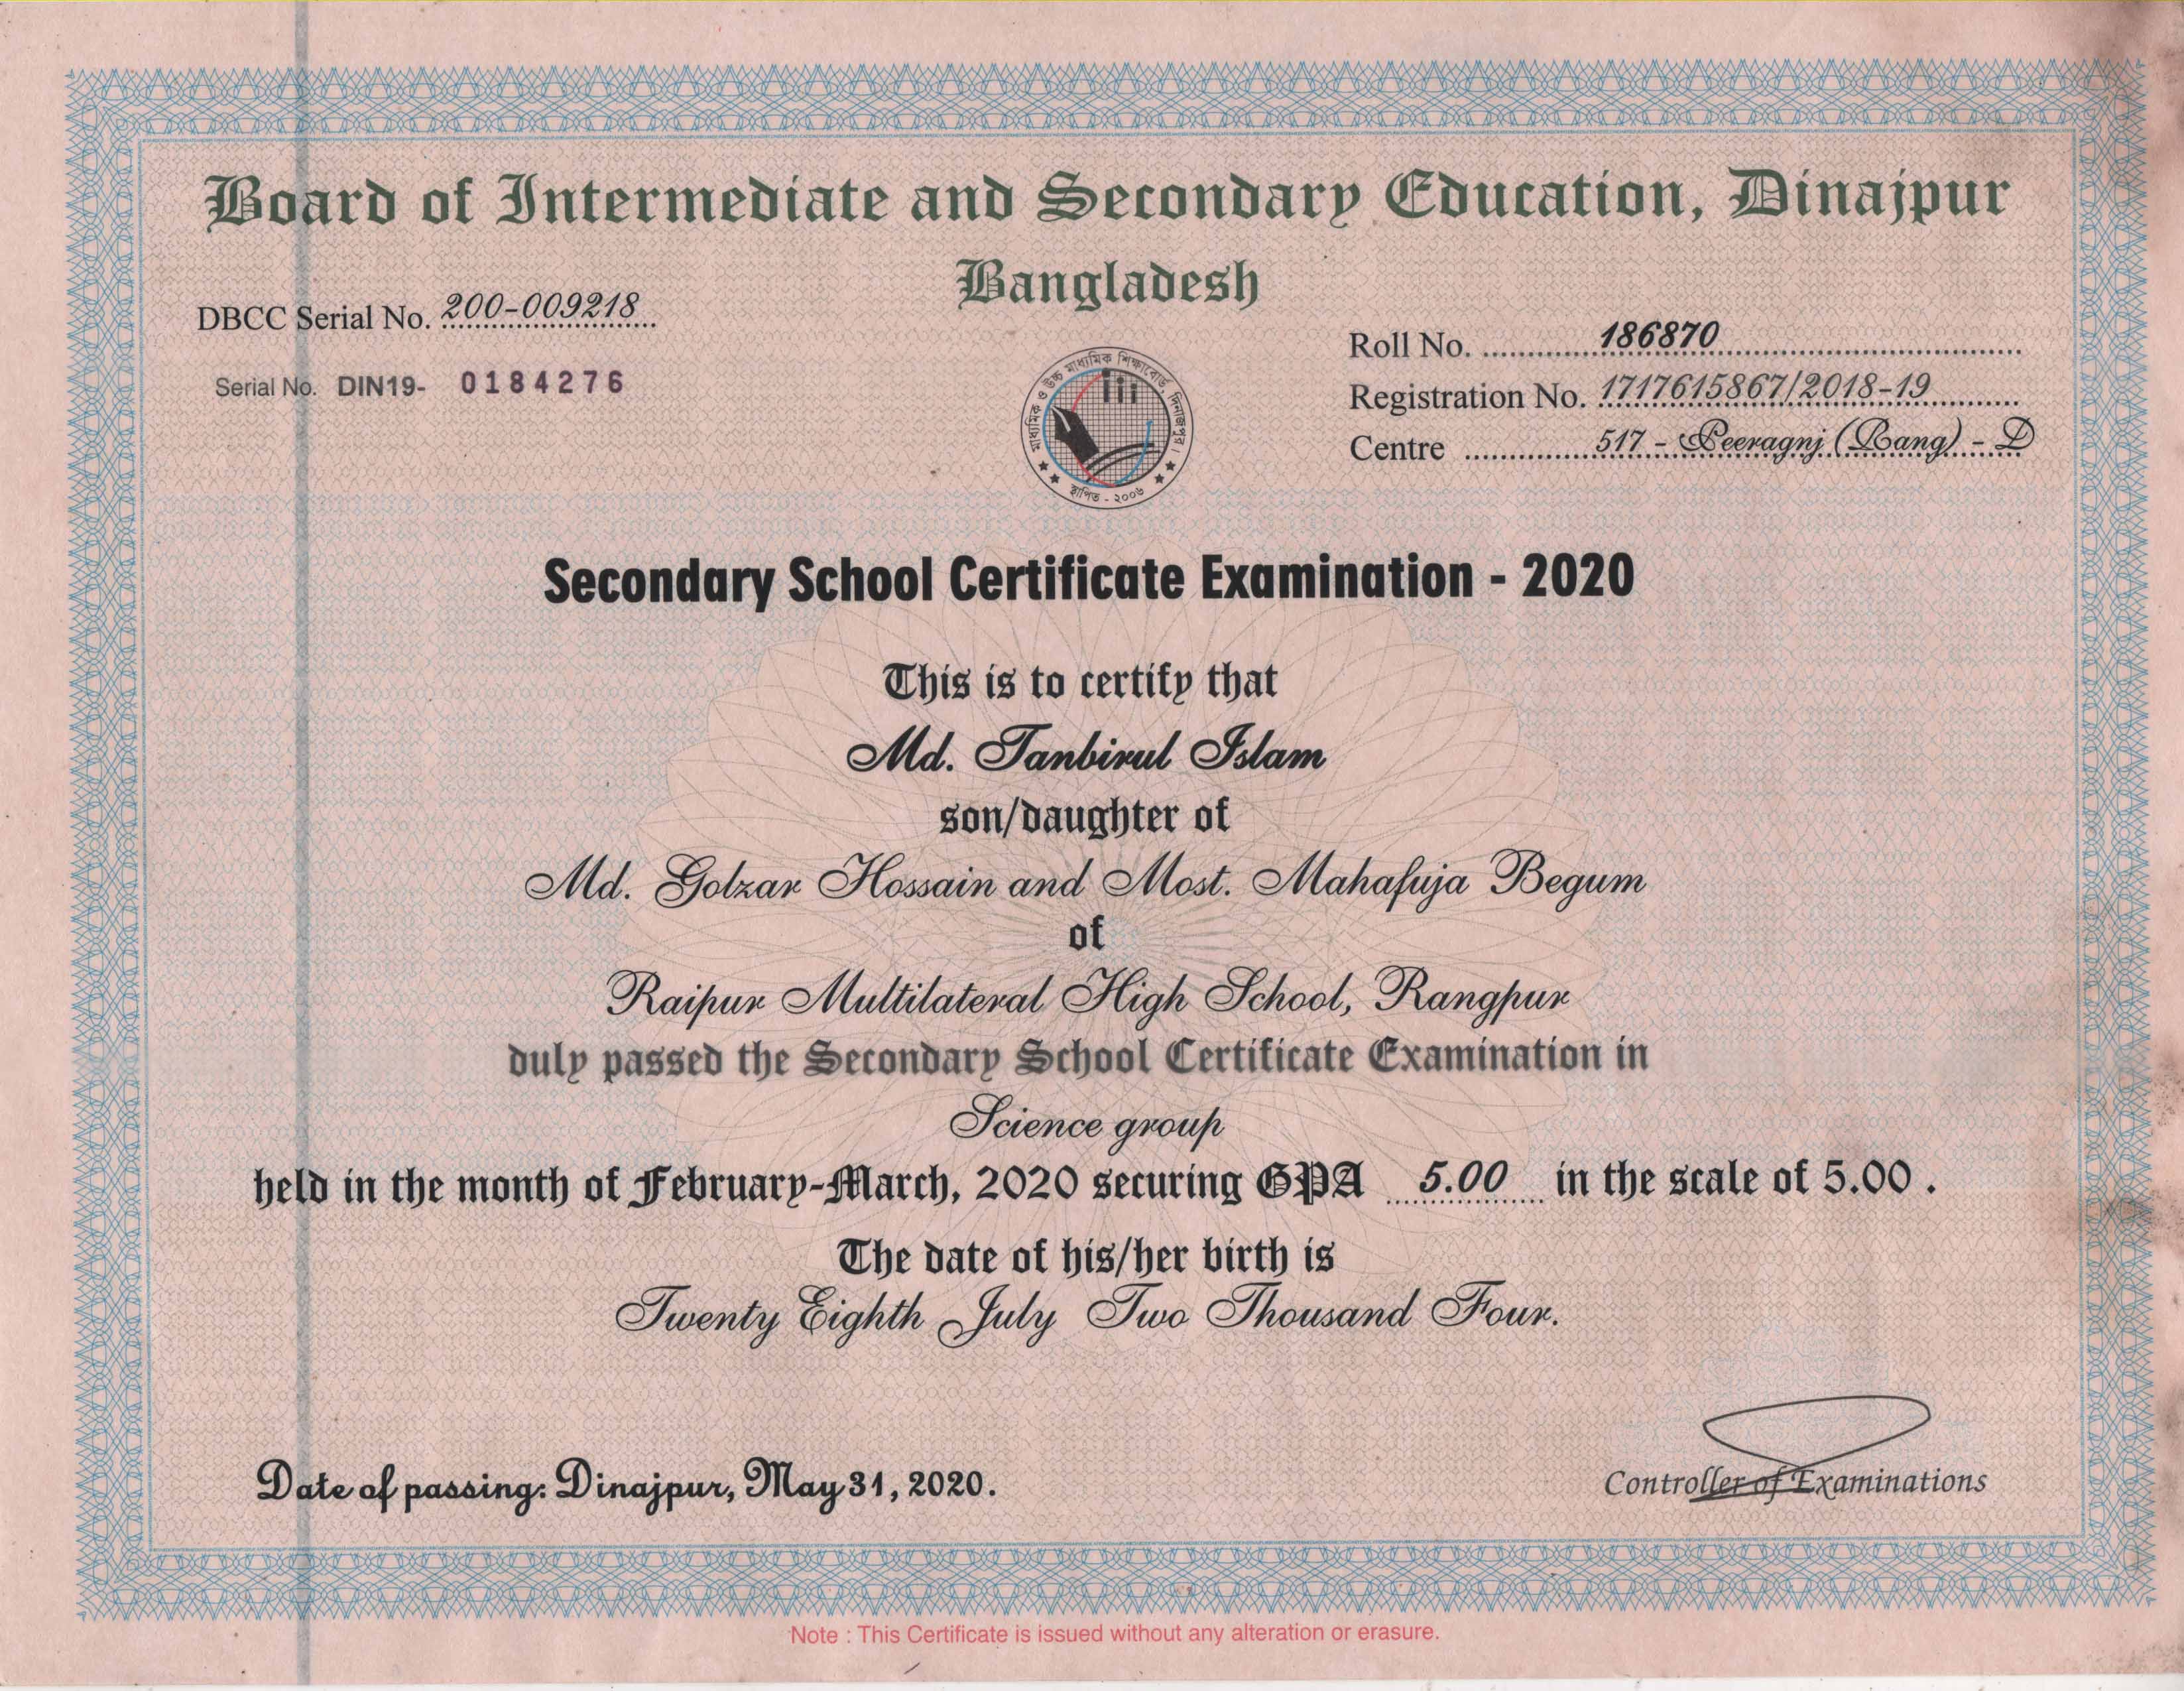 Board of Intermediate and Secondary Education, Dinajpur
Bangladesh
DBCC Serial No. 200-009218
Serial No. DIN19- 0184276
Roll No. 186870
Registration No. 1717615867/2018-19
Centre 517 - Peeragnj (Rang) - D
মাধ্যমিক ও উচ্চ মাধ্যমিক শিক্ষাবোর্ড, দিনাজপুর।
স্থাপিত - ২০০৬
Secondary School Certificate Examination - 2020
This is to certify that
Md. Tanbirul Islam
son/daughter of
Md. Golzar Hossain and Most. Mahafuja Begum
of
Raipur Multilateral High School, Rangpur
duly passed the Secondary School Certificate Examination in
Science group
held in the month of February-March, 2020 securing GPA 5.00 in the scale of 5.00 .
The date of his/her birth is
Twenty Eighth July Two Thousand Four.
Date of passing: Dinajpur, May 31, 2020.
Controller of Examinations
Note : This Certificate is issued without any alteration or erasure.